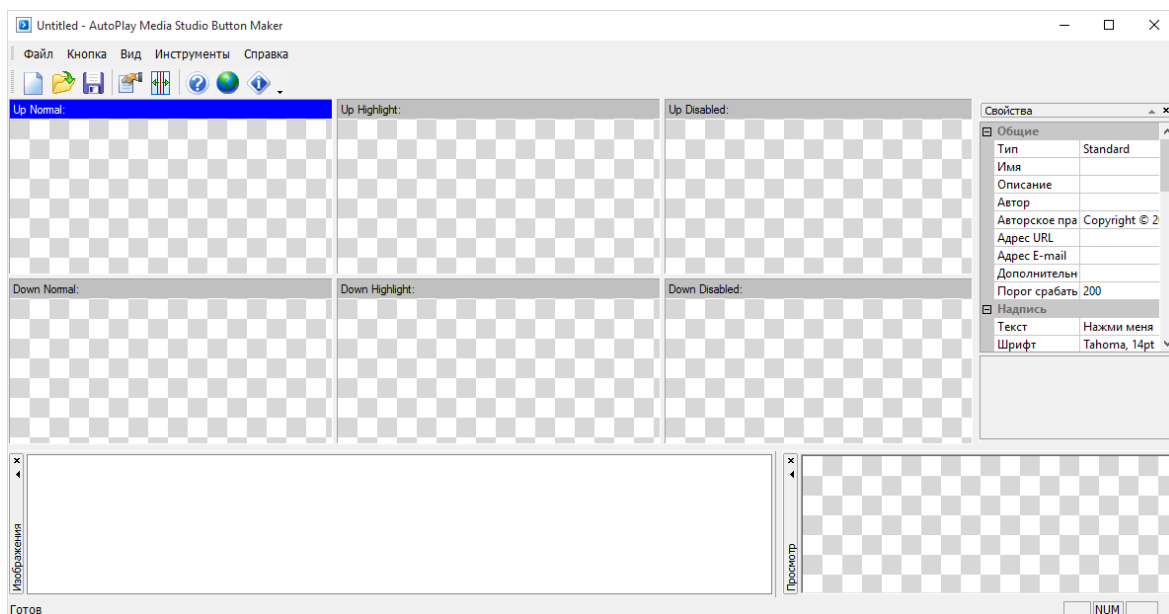 Untitled - AutoPlay Media Studio Button Maker
Файл Кнопка Вид Инструменты Справка
Up Normal:
Up Highlight:
Up Disabled:
Свойства
Общие
Тип Standard
Имя
Описание
Автор
Авторское пра Copyright © 2
Адрес URL
Адрес E-mail
Дополнительн
Порог срабать 200
Надпись
Текст Нажми меня
Шрифт Tahoma, 14pt
Down Normal:
Down Highlight:
Down Disabled:
Изображения
Просмотр
Готов
NUM